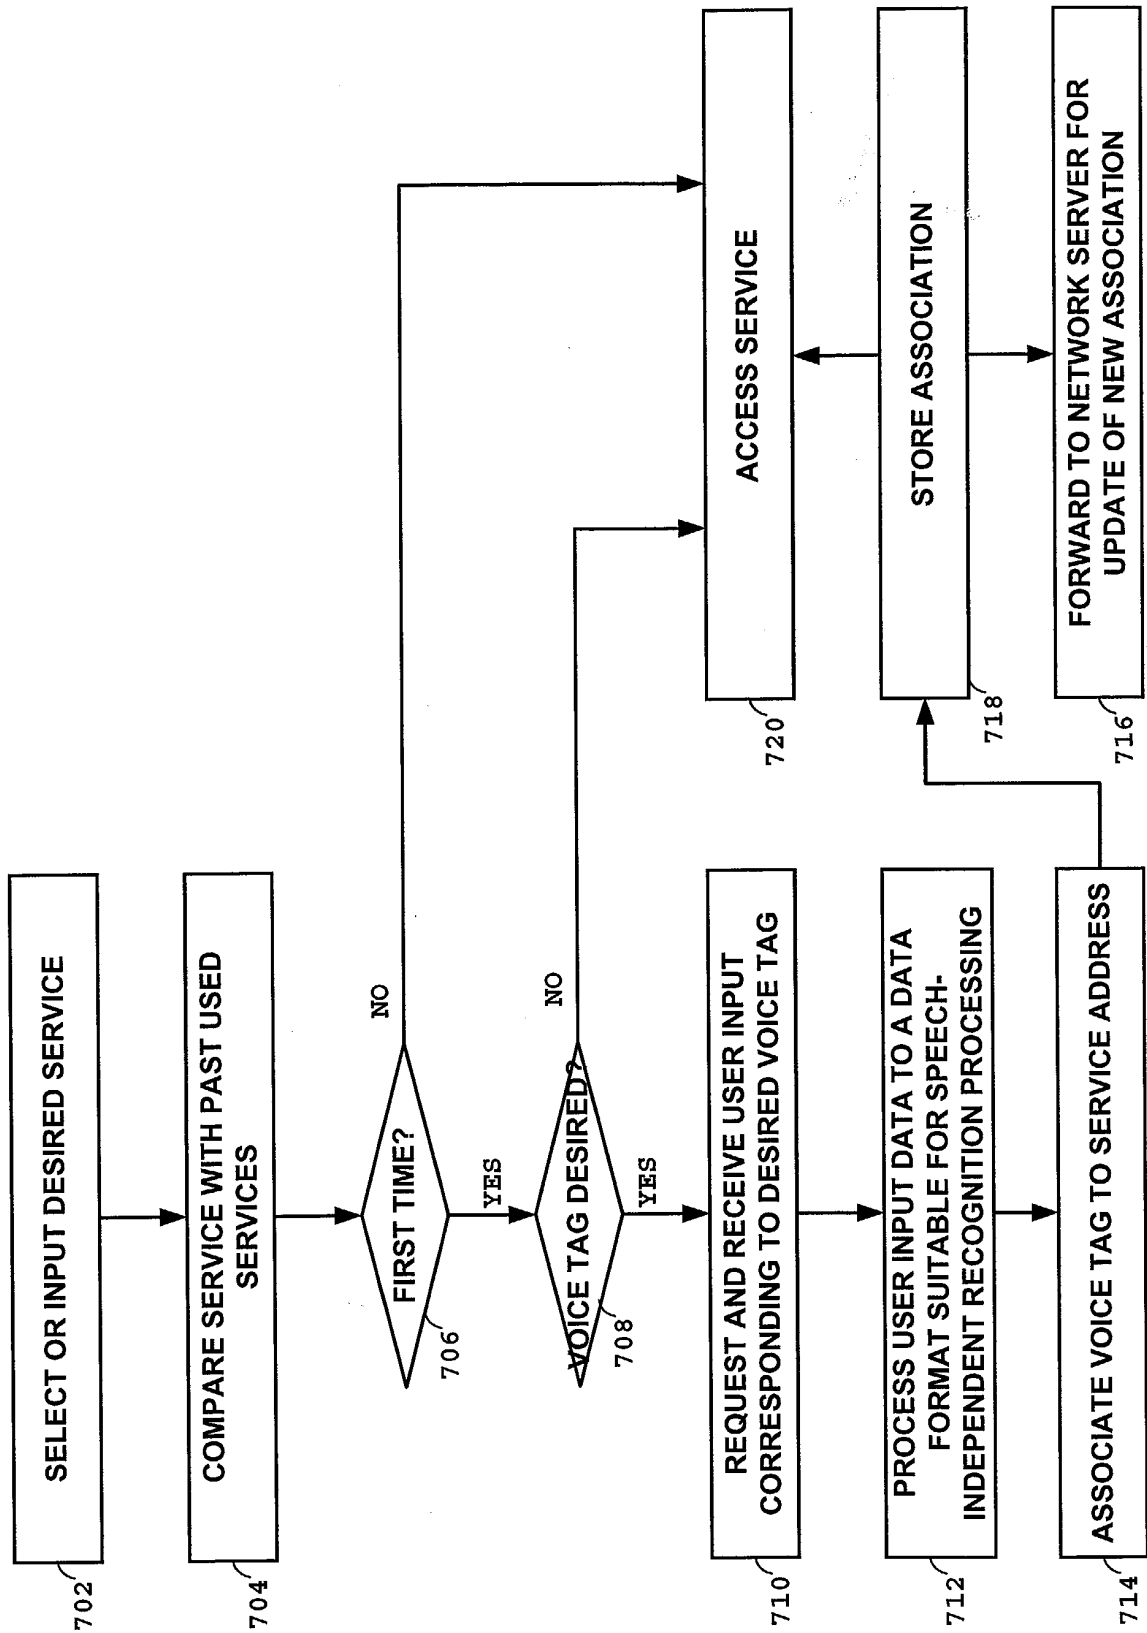 SELECT OR INPUT DESIRED SERVICE
702
COMPARE SERVICE WITH PAST USED
SERVICES
704
FIRST TIME?
706
NO
YES
VOICE TAG DESIRED?
708
NO
YES
REQUEST AND RECEIVE USER INPUT
CORRESPONDING TO DESIRED VOICE TAG
710
PROCESS USER INPUT DATA TO A DATA
FORMAT SUITABLE FOR SPEECH-
INDEPENDENT RECOGNITION PROCESSING
712
ASSOCIATE VOICE TAG TO SERVICE ADDRESS
714
ACCESS SERVICE
720
STORE ASSOCIATION
718
FORWARD TO NETWORK SERVER FOR
UPDATE OF NEW ASSOCIATION
716